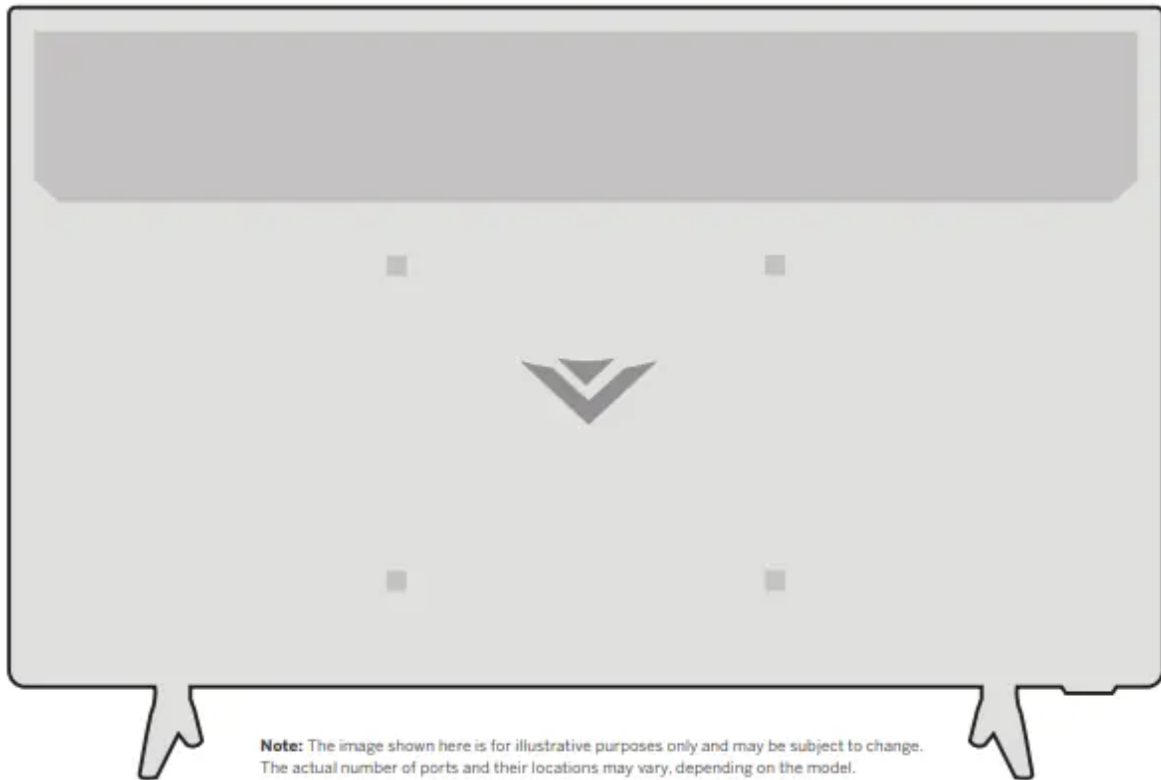 Note: The image shown here is for illustrative purposes only and may be subject to change.
The actual number of ports and their locations may vary, depending on the model.